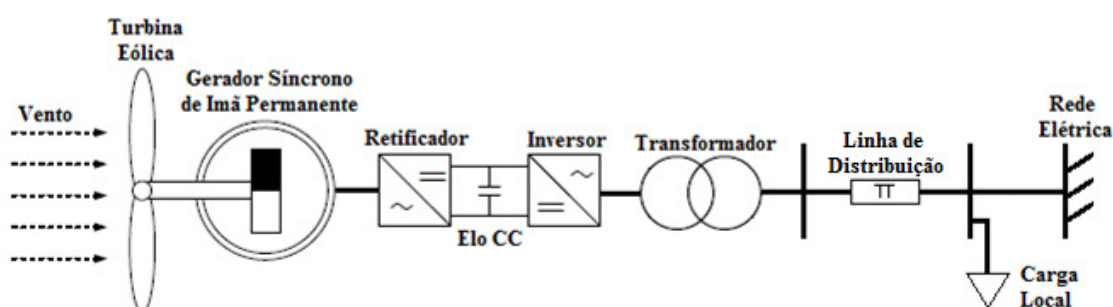 Turbina
Eólica
Gerador Síncrono
de Imã Permanente
Vento
Retificador
Inversor
Transformador
Linha de
Distribuição
Rede
Elétrica
π
Elo CC
Carga
Local